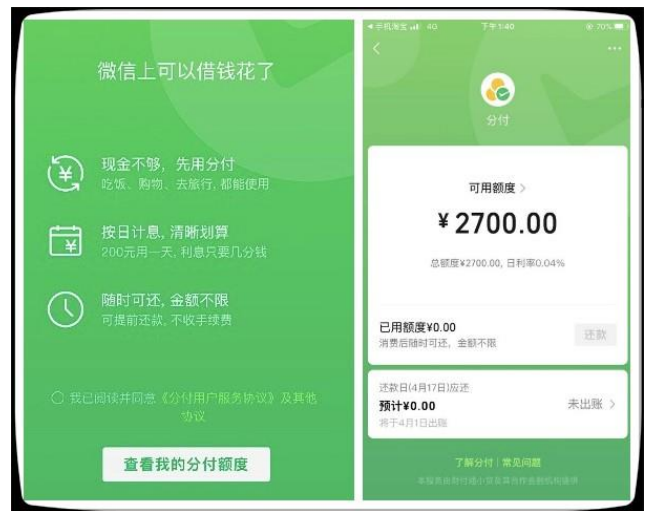 微信上可以借钱花了
现金不够，先用分付
吃饭、购物、去旅行，都能使用
按日计息，清晰划算
200元用一天，利息只要几分钱
随时可还，金额不限
可提前还款，不收手续费
我已阅读并同意《分付用户服务协议》及其他
协议
查看我的分付额度
手机淘宝 4G 下午1:40 70%
分付
可用额度
¥2700.00
总额度¥2700.00，日利率0.04%
已用额度¥0.00
消费后随时可还，金额不限
还款
还款日(4月17日)应还
预计¥0.00
未出账
将于4月1日出账
了解分付 | 常见问题